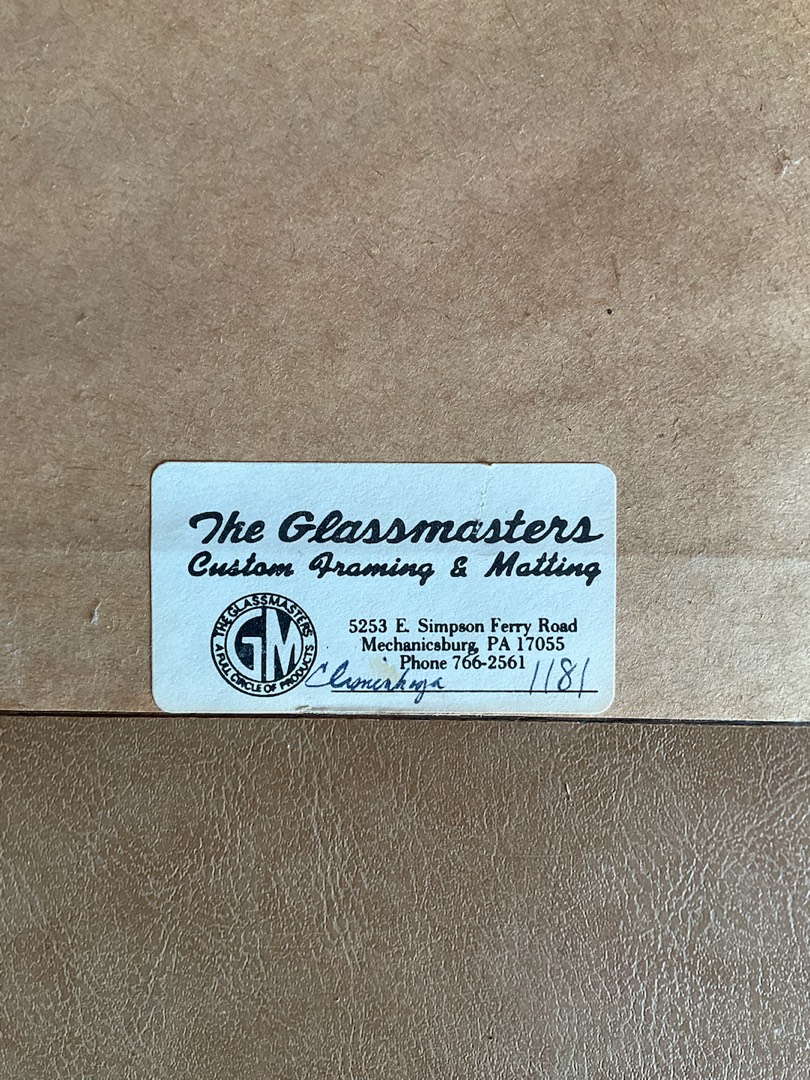 The Glassmasters
Custom Framing & Matting
THE GLASSMASTERS
GM
A FULL CIRCLE OF PRODUCTS
5253 E. Simpson Ferry Road
Mechanicsburg, PA 17055
Phone 766-2561
1181